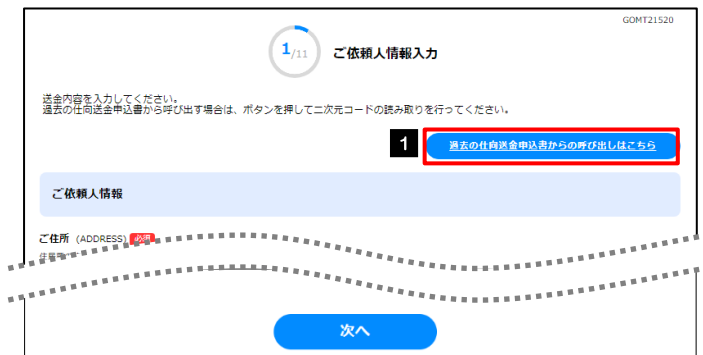 GOMT21520
1/11 ご依頼人情報入力
送金内容を入力してください。
過去の仕向送金申込書から呼び出す場合は、ボタンを押して二次元コードの読み取りを行ってください。
1 過去の仕向送金申込書からの呼び出しはこちら
ご依頼人情報
ご住所 (ADDRESS) 必須
次へ